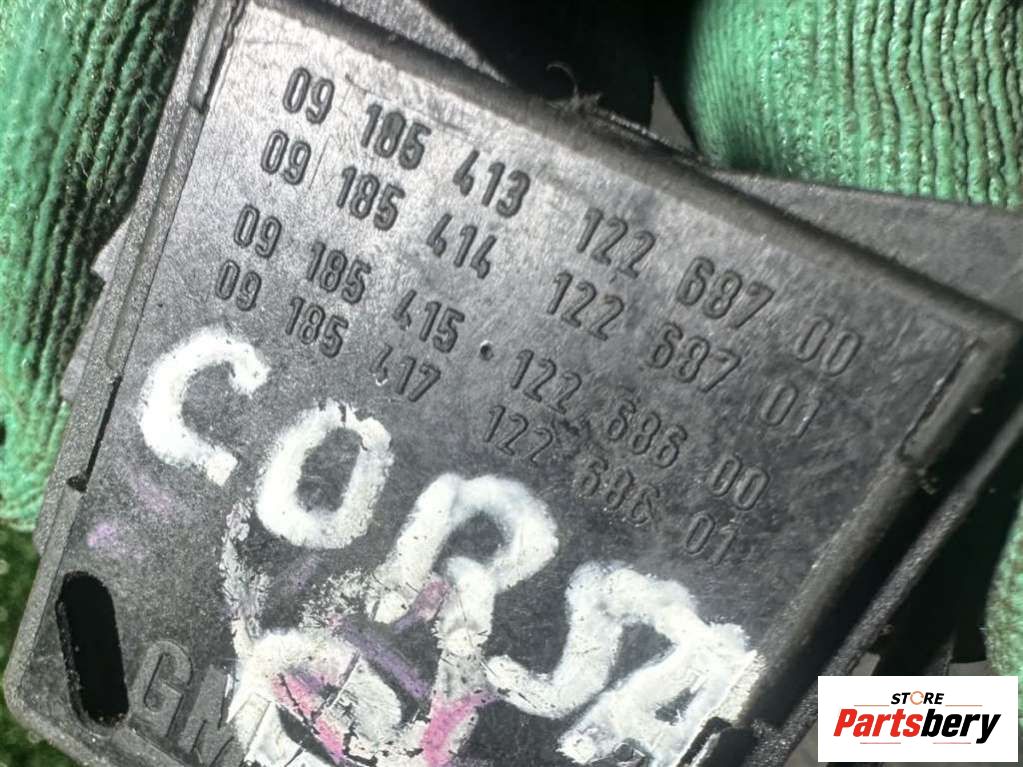 09 185 413 122 687 00
09 185 414 122 687 01
09 185 415 · 122 686 00
09 185 417 122 686 01
CORSA
GM
STORE
Partsbery